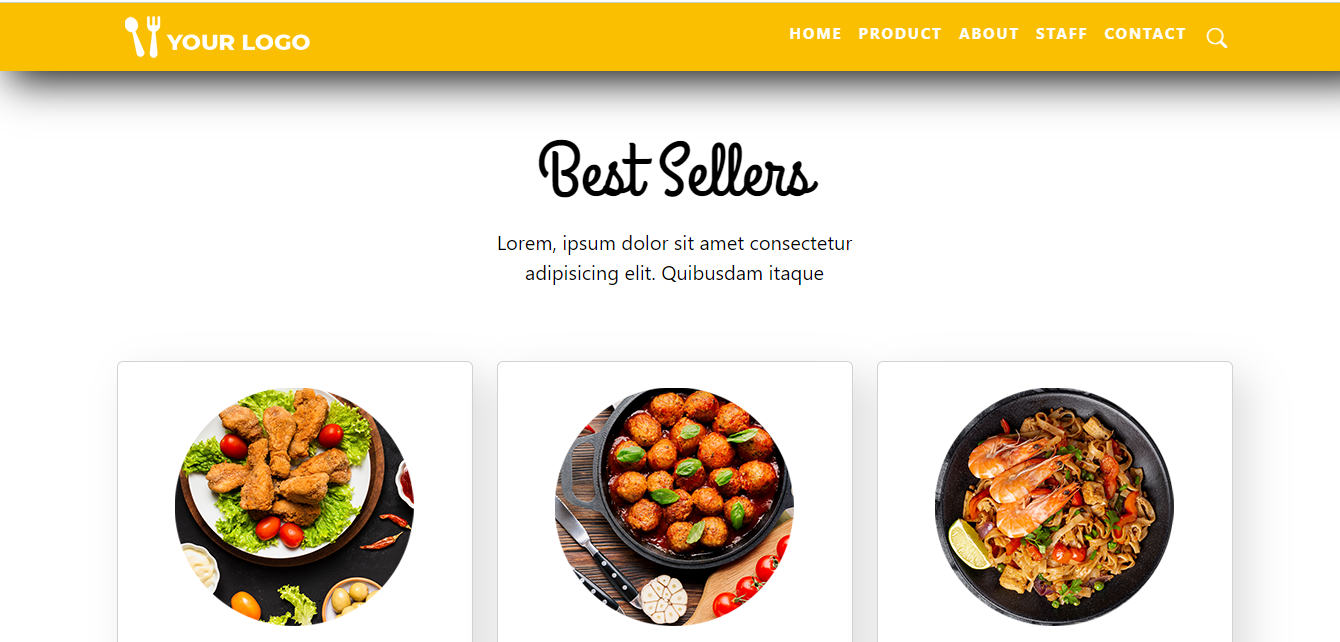 YOUR LOGO
HOME PRODUCT ABOUT STAFF CONTACT
Best Sellers
Lorem, ipsum dolor sit amet consectetur
adipisicing elit. Quibusdam itaque